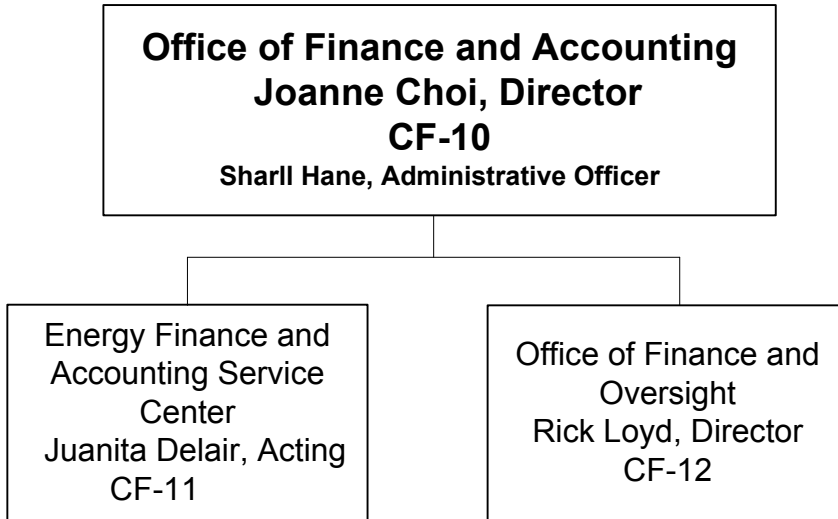 Office of Finance and Accounting
Joanne Choi, Director
CF-10
Sharll Hane, Administrative Officer
Energy Finance and
Accounting Service
Center
Juanita Delair, Acting
CF-11
Office of Finance and
Oversight
Rick Loyd, Director
CF-12